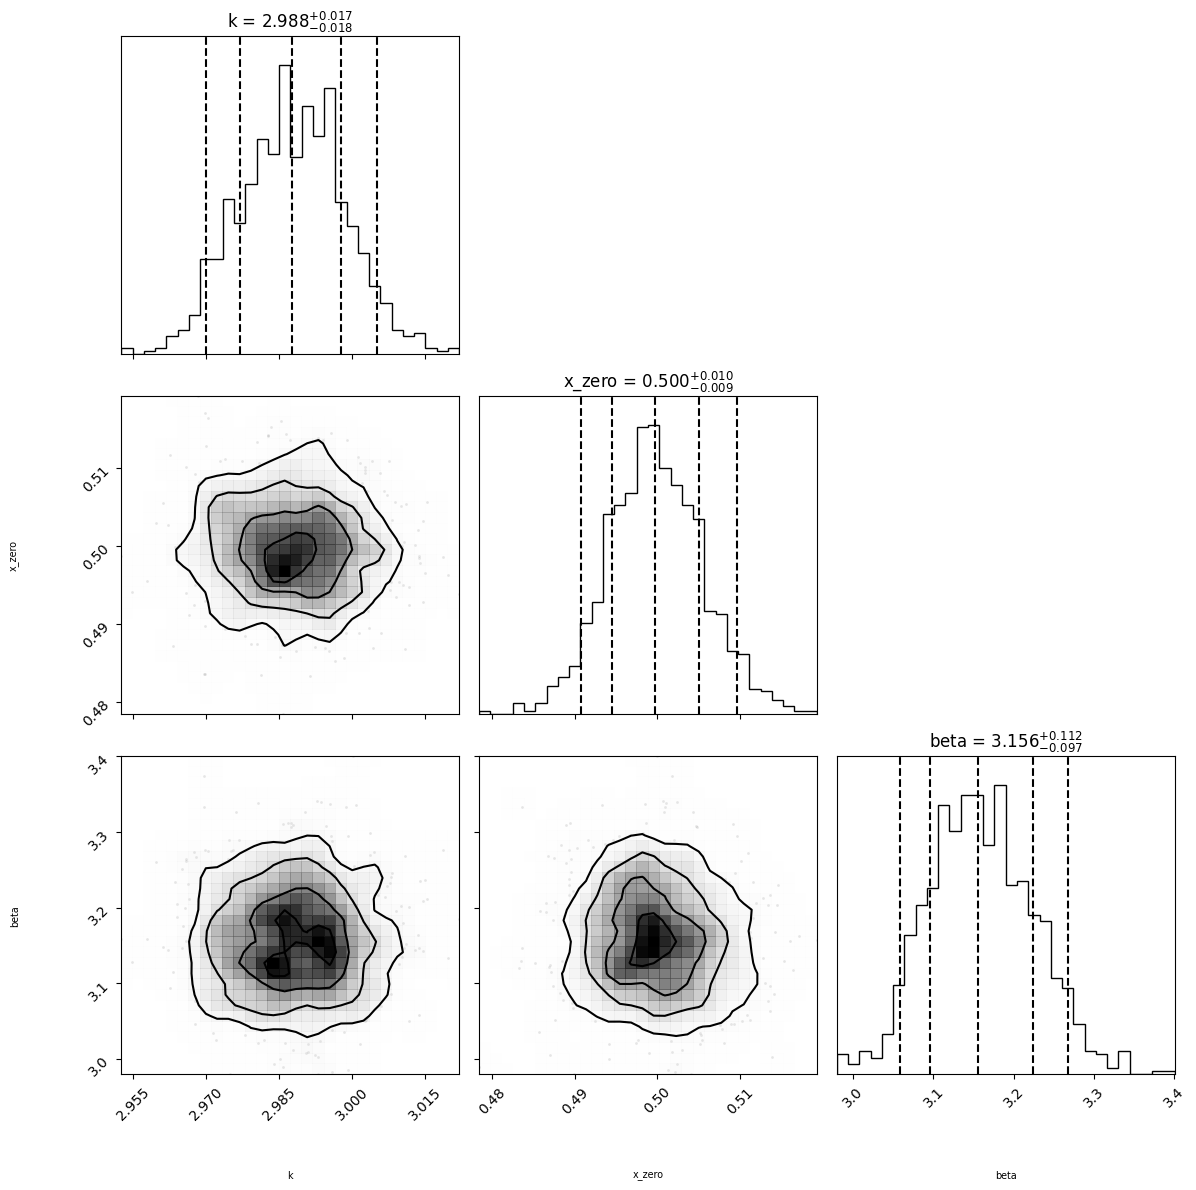 k = 2.988+0.017
−0.018
x_zero = 0.500+0.010
−0.009
x_zero
0.51
0.50
0.49
0.48
beta = 3.156+0.112
−0.097
beta
3.4
3.3
3.2
3.1
3.0
2.955 2.970 2.985 3.000 3.015
0.48 0.49 0.50 0.51
3.0 3.1 3.2 3.3 3.4
k x_zero beta